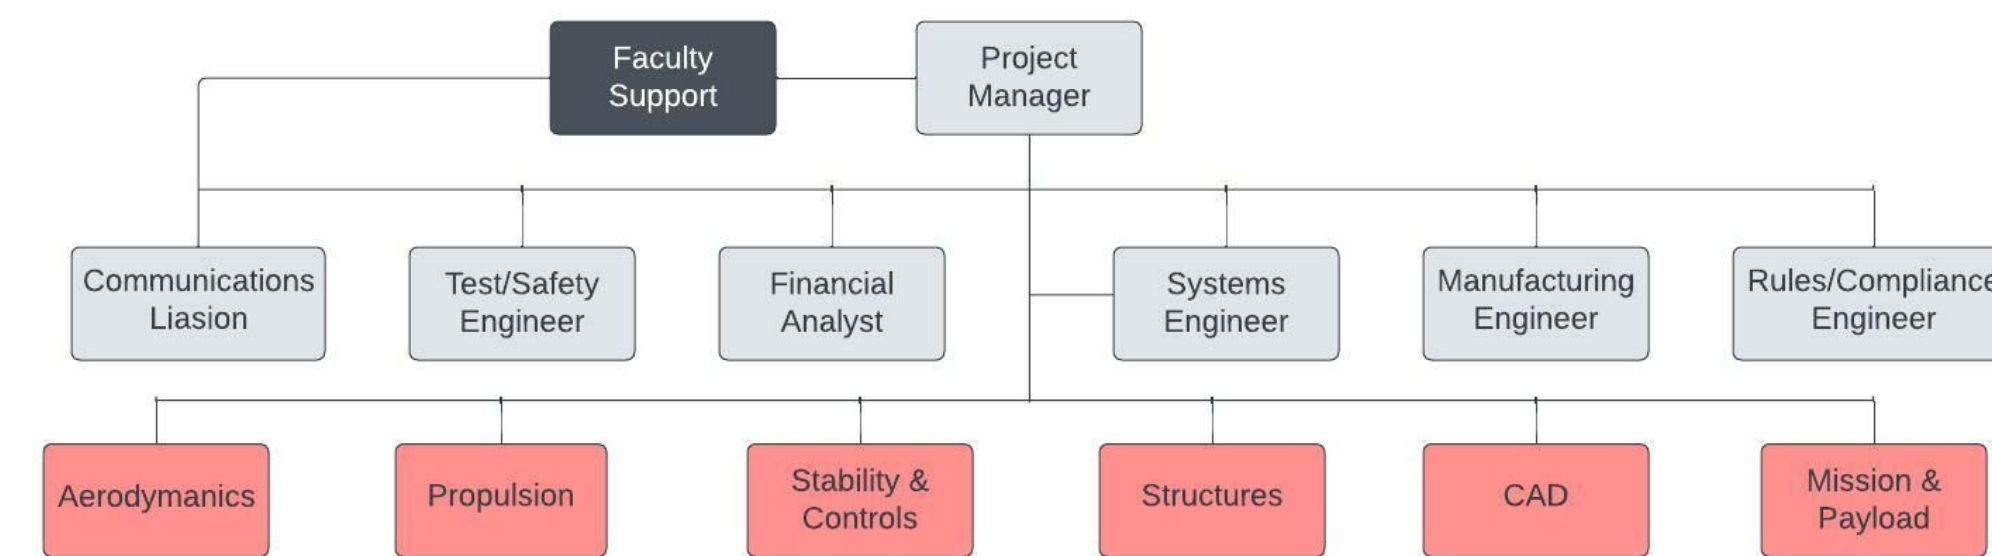 Faculty
Support
Project
Manager
Communications
Liasion
Test/Safety
Engineer
Financial
Analyst
Systems
Engineer
Manufacturing
Engineer
Rules/Compliance
Engineer
Aerodymanics
Propulsion
Stability &
Controls
Structures
CAD
Mission &
Payload